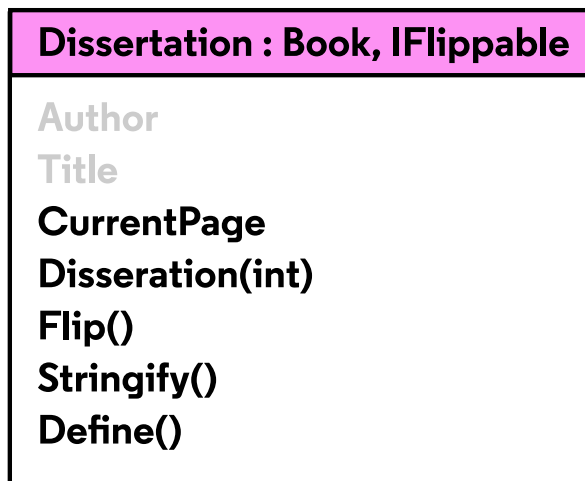 Dissertation : Book, IFlippable
Author
Title
CurrentPage
Disseration(int)
Flip()
Stringify()
Define()